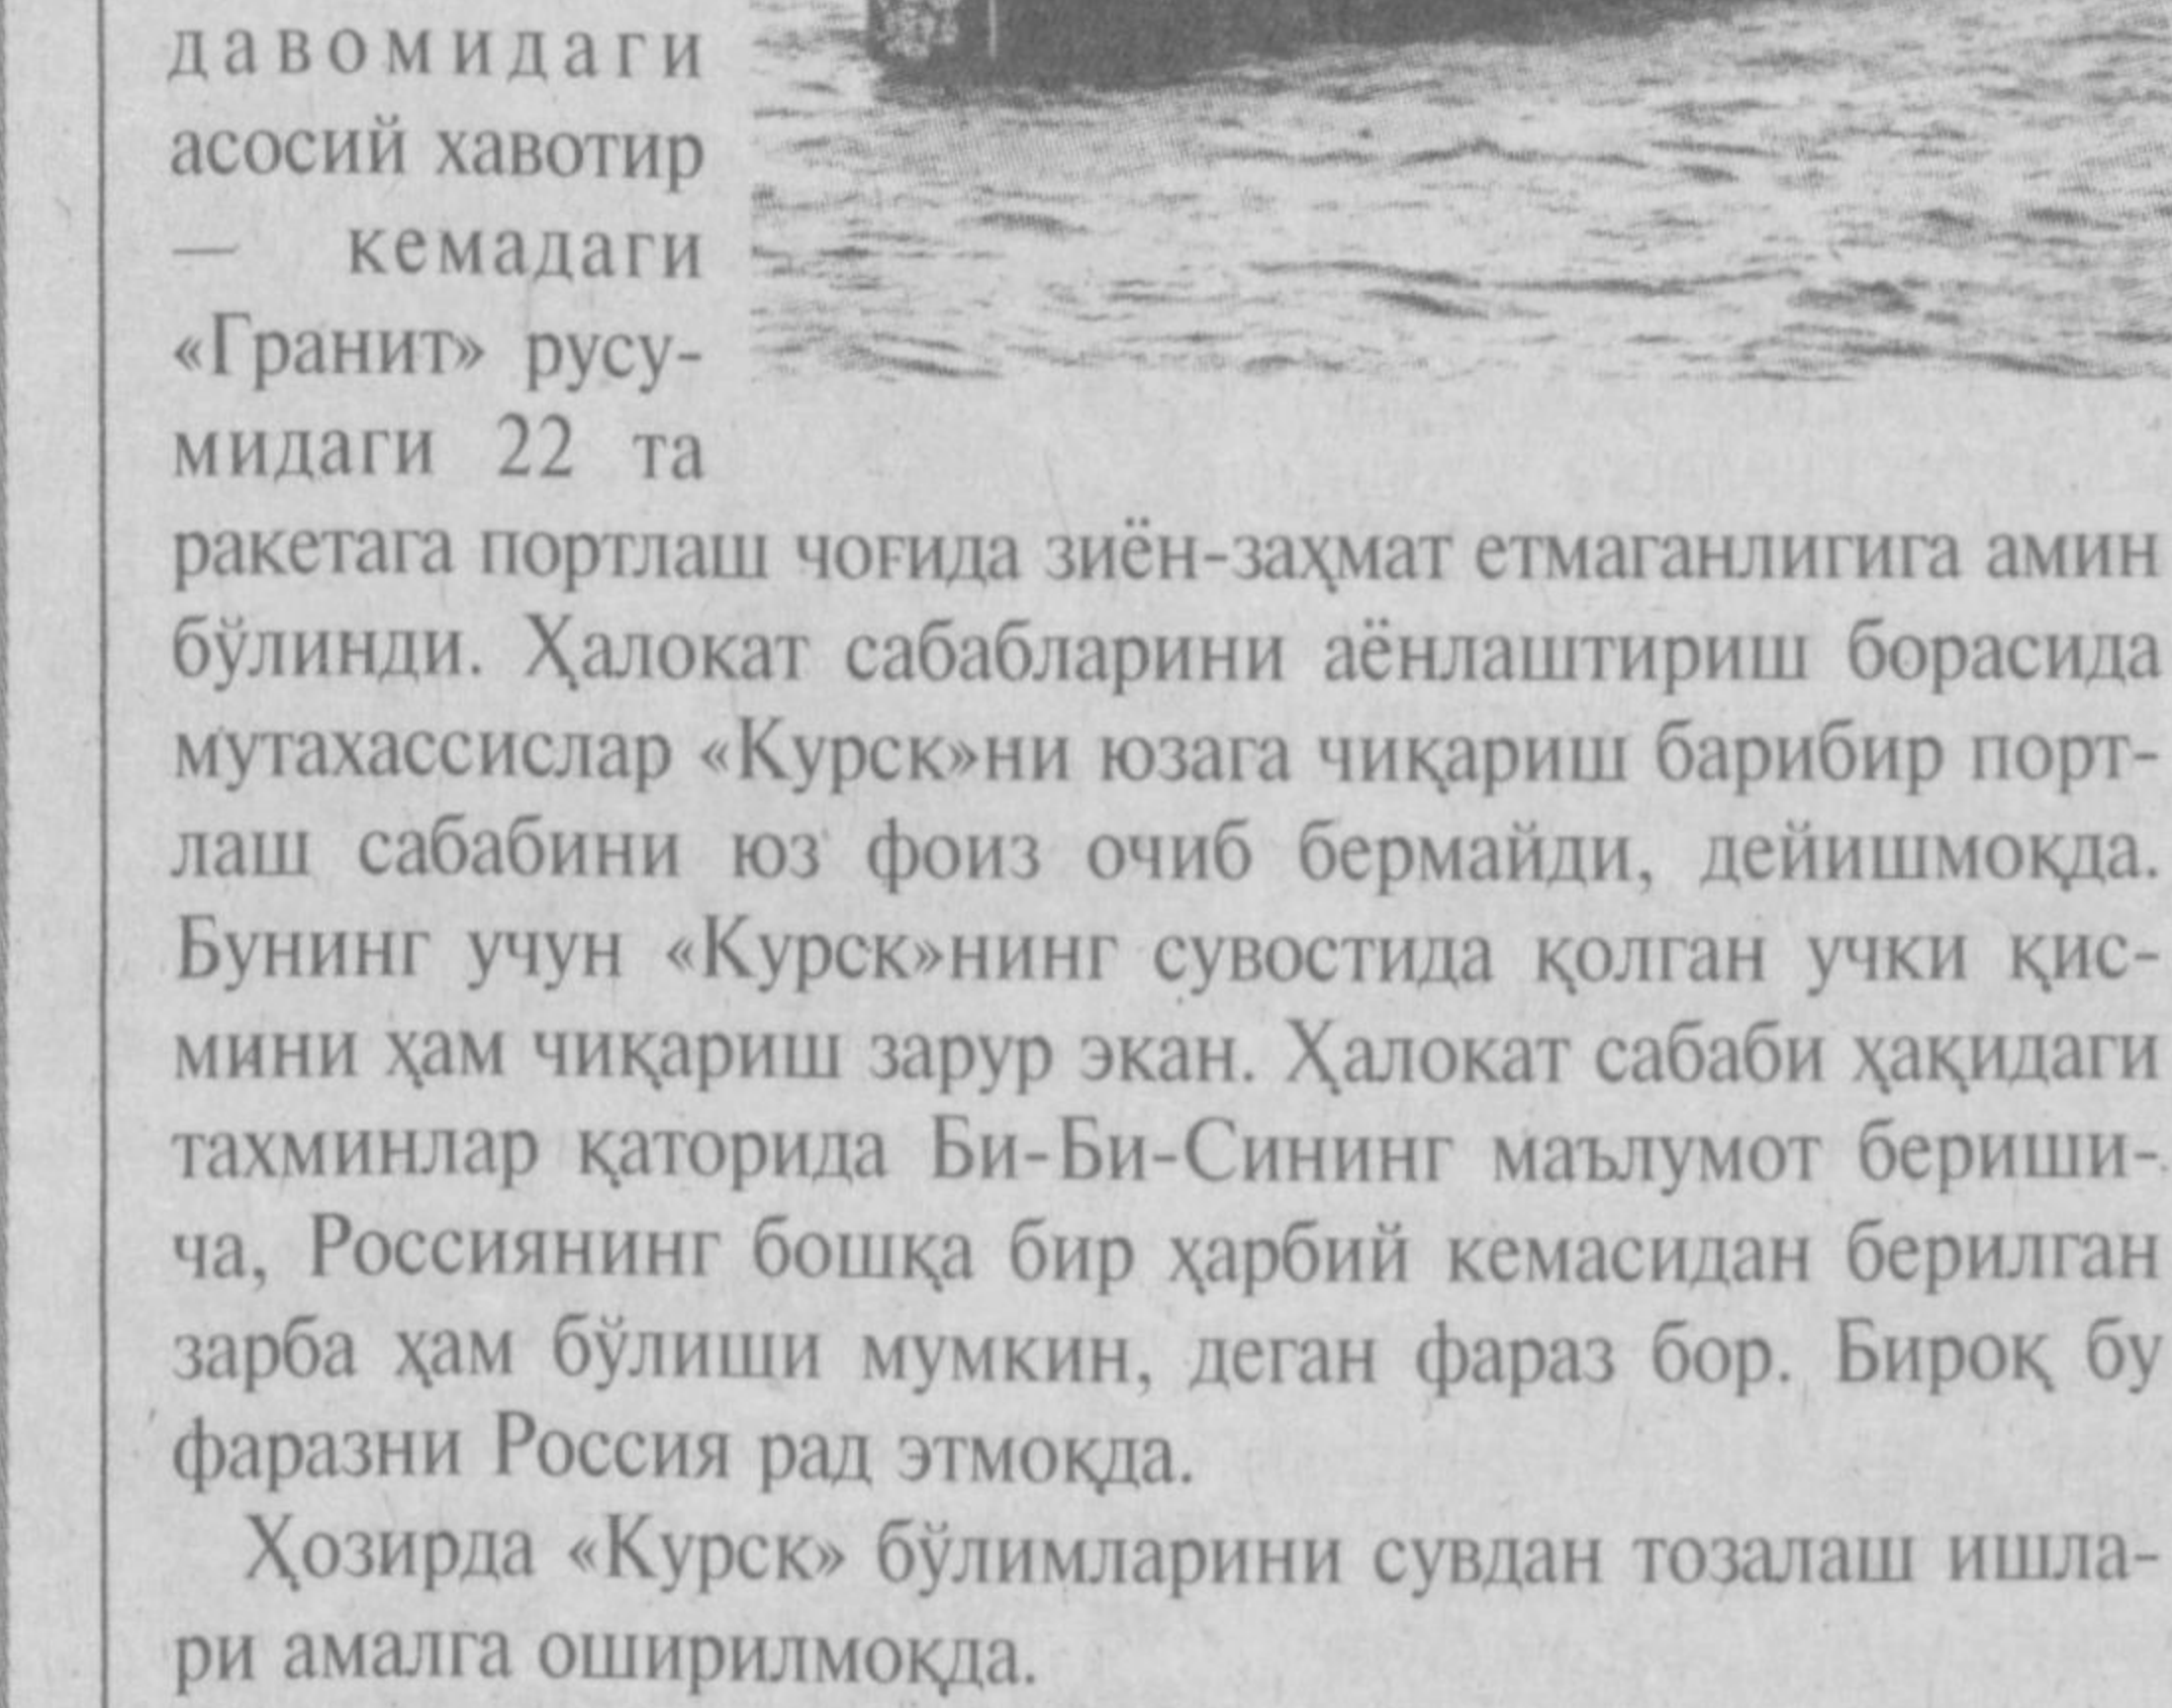 давомидаги
асосий хавотир
— кемадаги
«Гранит» русу-
мидаги 22 та
ракетага портлаш чоғида зиён-заҳмат етмаганлигига амин
бўлинди. Ҳалокат сабабларини аёнлаштириш борасида
мутахассислар «Курск»ни юзага чиқариш барибир порт-
лаш сабабини юз фоиз очиб бермайди, дейишмоқда.
Бунинг учун «Курск»нинг сувостида қолган учки қис-
мини ҳам чиқариш зарур экан. Ҳалокат сабаби ҳақидаги
тахминлар қаторида Би-Би-Сининг маълумот бериши-
ча, Россиянинг бошқа бир ҳарбий кемасидан берилган
зарба ҳам бўлиши мумкин, деган фараз бор. Бироқ бу
фаразни Россия рад этмоқда.
Ҳозирда «Курск» бўлимларини сувдан тозалаш ишла-
ри амалга оширилмоқда.